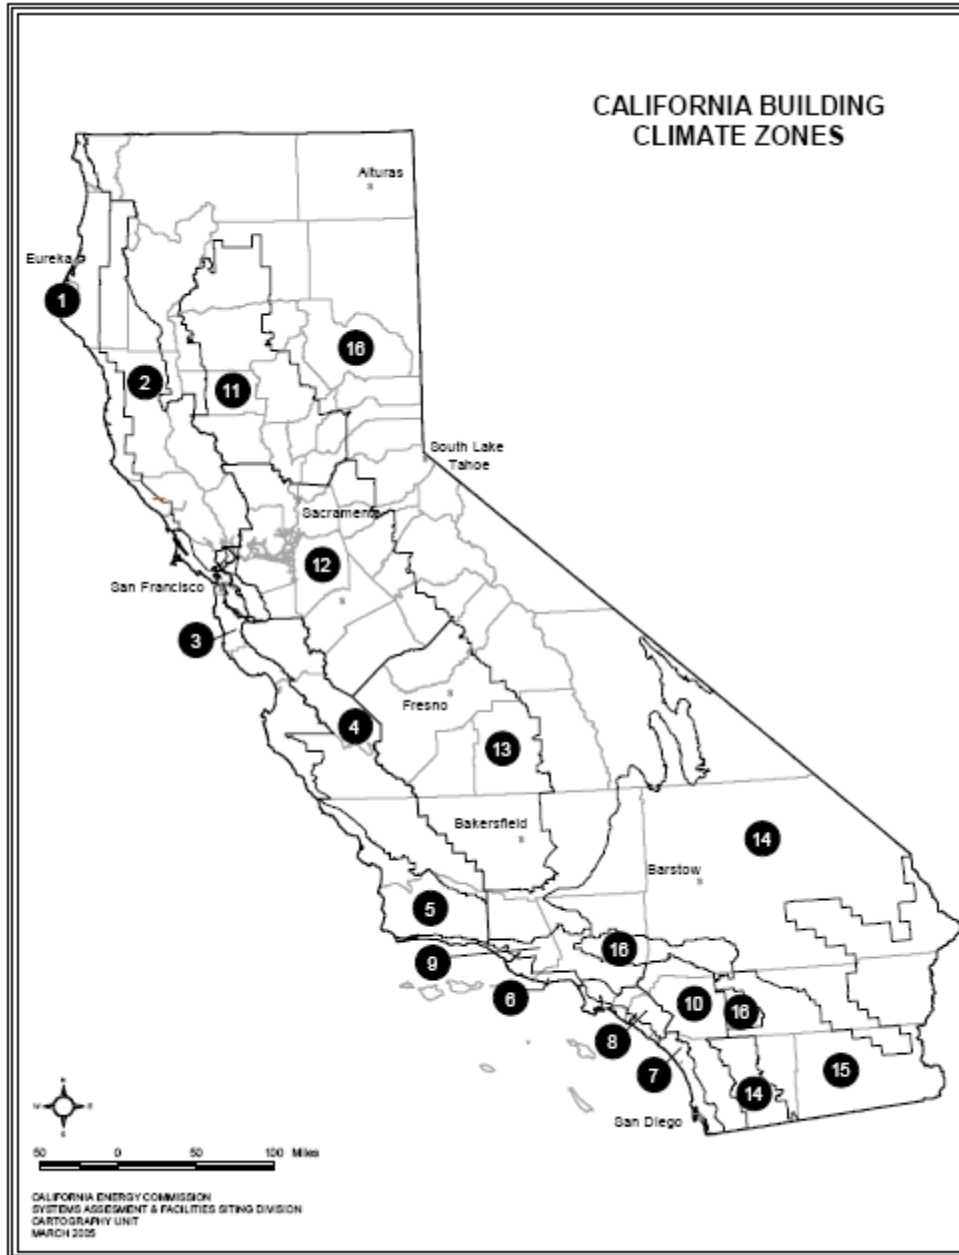 CALIFORNIA BUILDING
CLIMATE ZONES
Alturas
Eureka
1
16
2
11
South Lake
Tahoe
Sacramento
12
San Francisco
3
Fresno
4
13
Bakersfield
14
Barstow
5
16
9
6
10
16
8
15
7
14
San Diego
N
W
E
S
50 0 50 100 Miles
CALIFORNIA ENERGY COMMISSION
SYSTEMS ASSESMENT & FACILITIES SITING DIVISION
CARTOGRAPHY UNIT
MARCH 2005